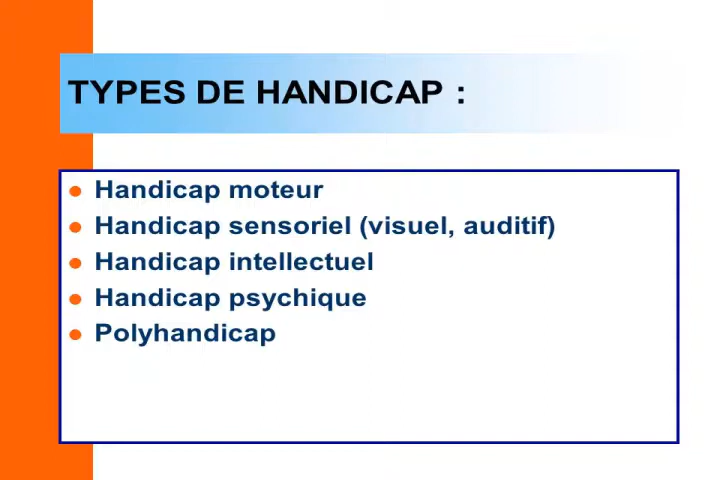 TYPES DE HANDICAP :
Handicap moteur
Handicap sensoriel (visuel, auditif)
Handicap intellectuel
Handicap psychique
Polyhandicap